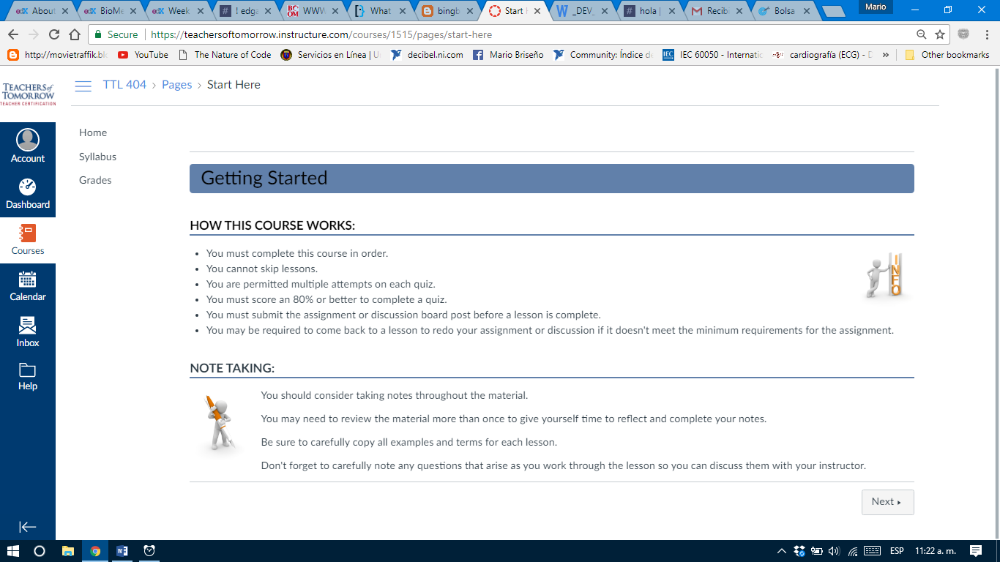 About
BioMe
Week
! edga
WWW
What
bingb
Start
_DEV_
hola |
Recibi
Bolsa
Mario
Secure
https://teachersoftomorrow.instructure.com/courses/1515/pages/start-here
http://movietraffik.bl
YouTube
The Nature of Code
Servicios en Línea | U
decibel.ni.com
Mario Briseño
Community: Índice de
IEC 60050 - Internatio
cardiografía (ECG) - D
»
Other bookmarks
TEACHERS of
TOMORROW
TEACHER CERTIFICATION
TTL 404 > Pages > Start Here
Account
Dashboard
Courses
Calendar
Inbox
Help
Home
Syllabus
Grades
Getting Started
HOW THIS COURSE WORKS:
• You must complete this course in order.
• You cannot skip lessons.
• You are permitted multiple attempts on each quiz.
• You must score an 80% or better to complete a quiz.
• You must submit the assignment or discussion board post before a lesson is complete.
• You may be required to come back to a lesson to redo your assignment or discussion if it doesn't meet the minimum requirements for the assignment.
INFO
NOTE TAKING:
You should consider taking notes throughout the material.
You may need to review the material more than once to give yourself time to reflect and complete your notes.
Be sure to carefully copy all examples and terms for each lesson.
Don't forget to carefully note any questions that arise as you work through the lesson so you can discuss them with your instructor.
Next ▸
ESP
11:22 a. m.